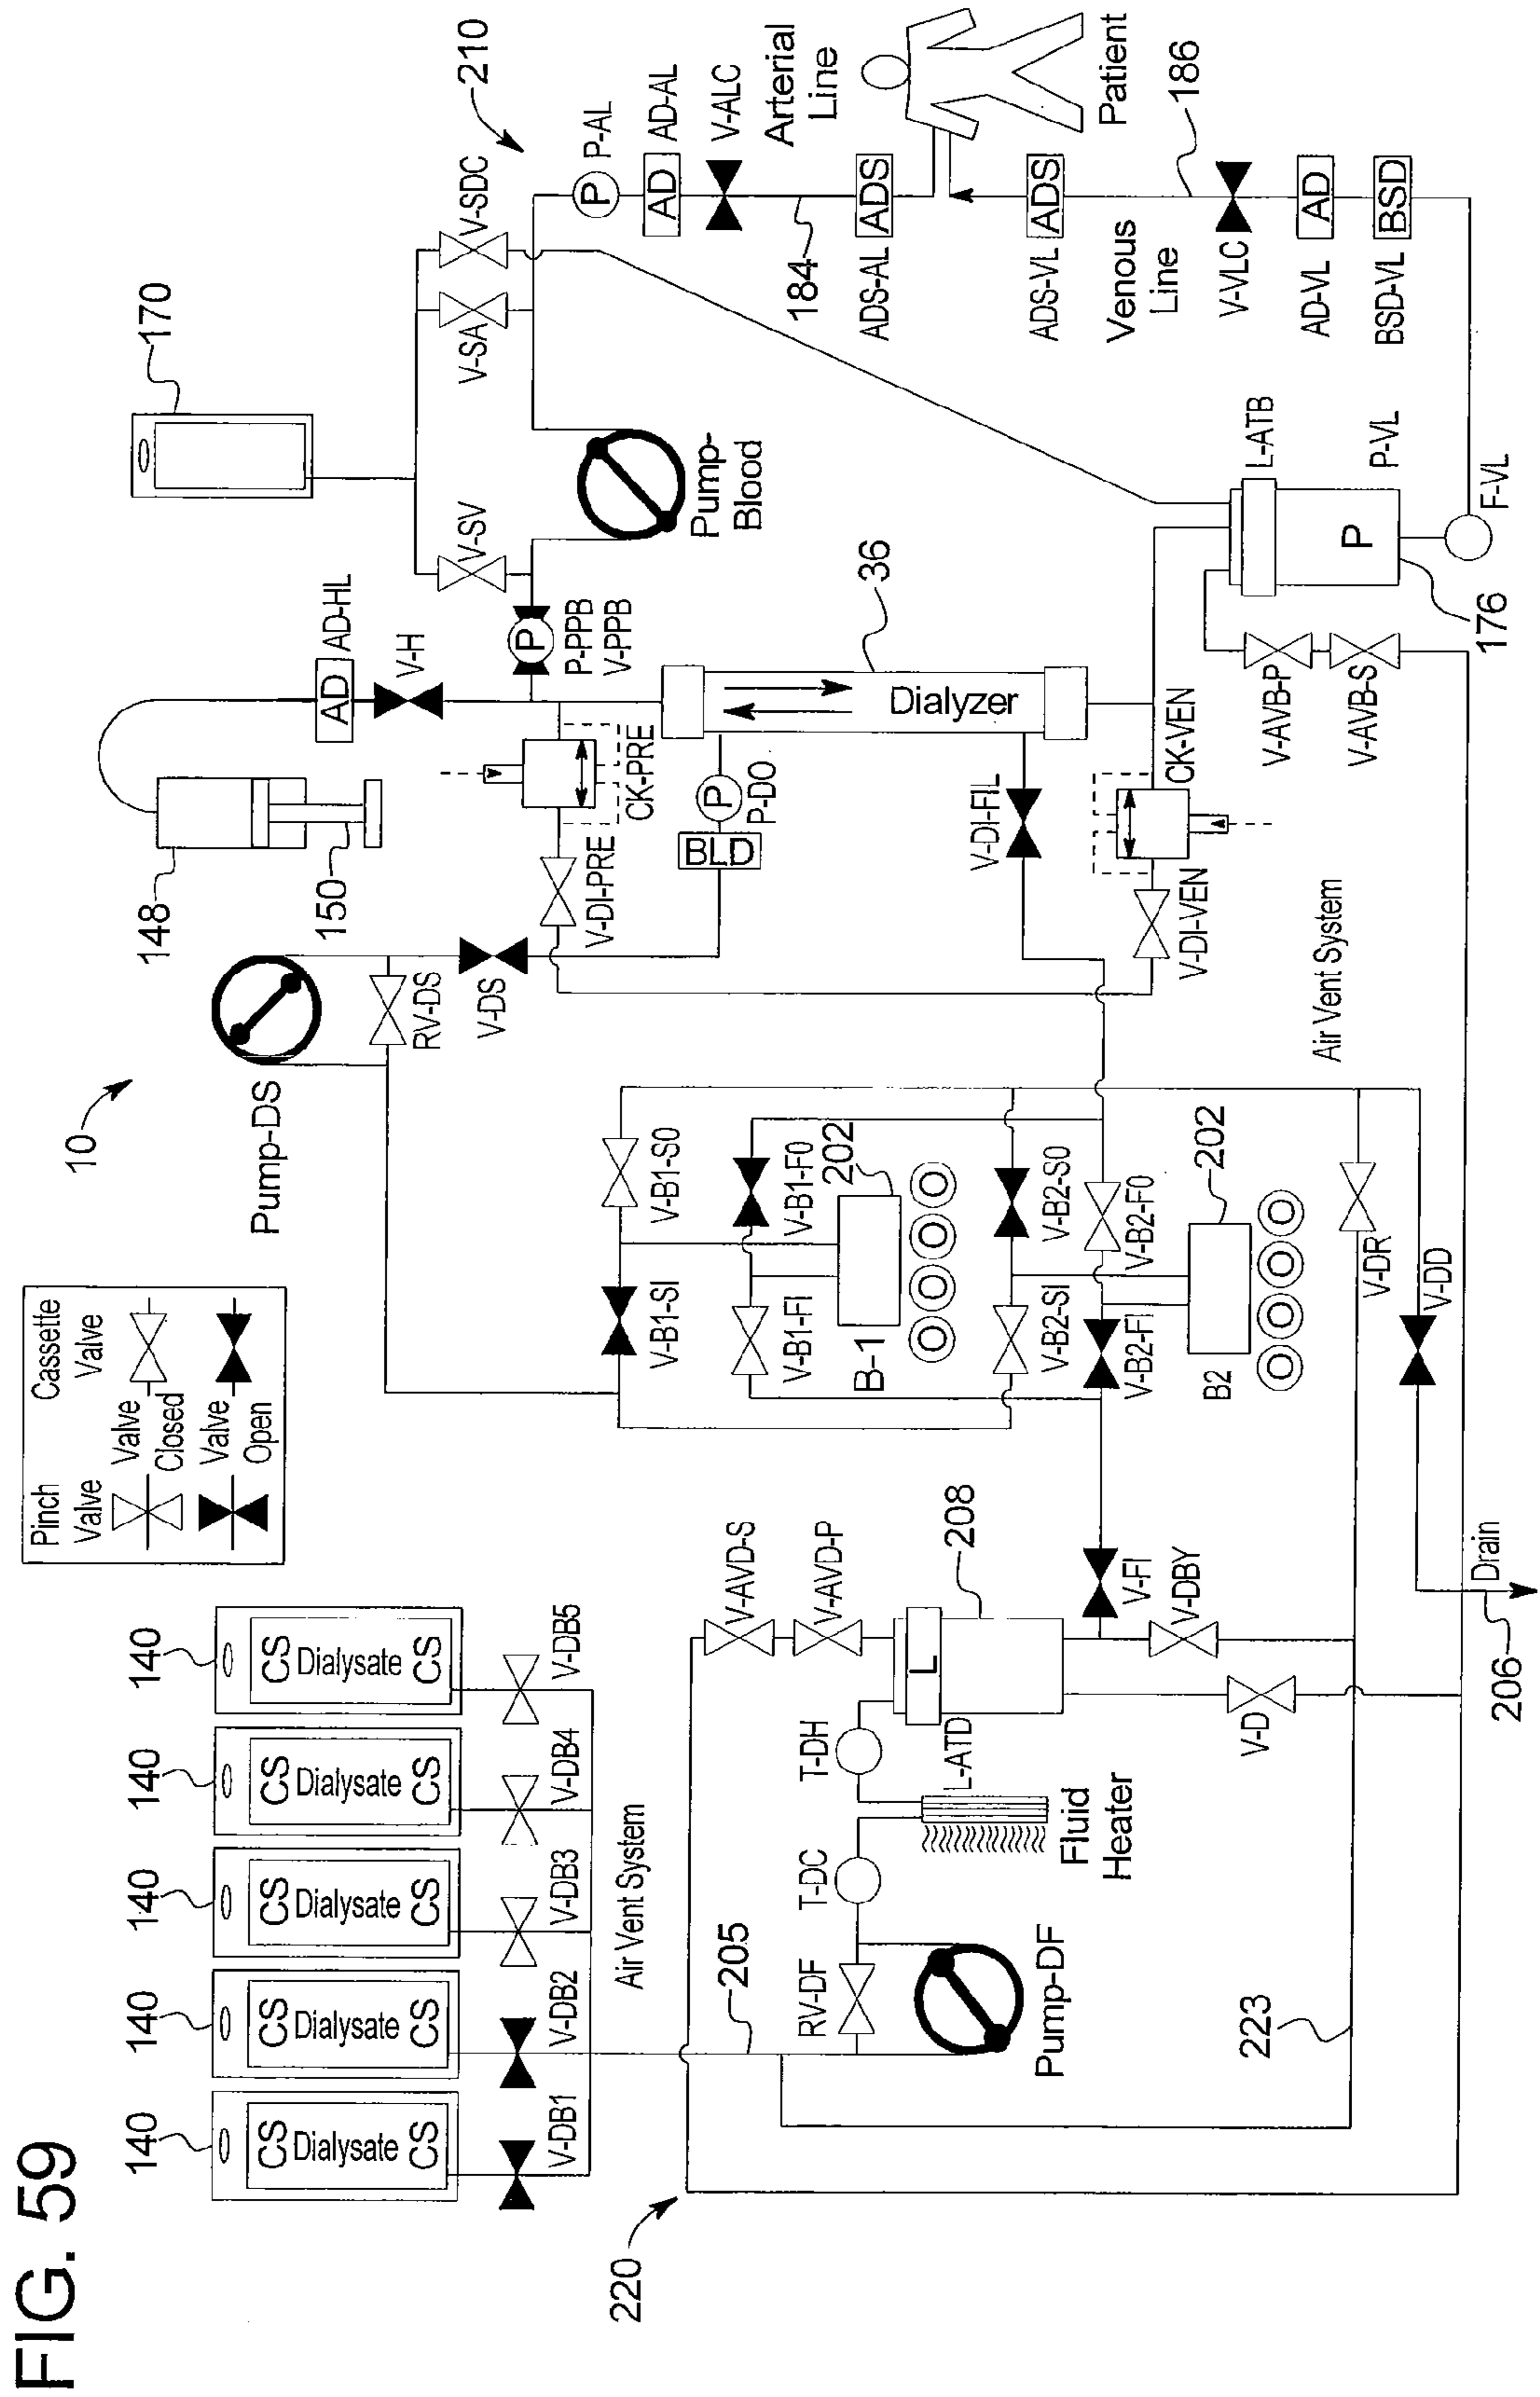 FIG. 59
Pinch
Valve
Cassette
Valve
Valve
Closed
Valve
Open
10
140
140
140
140
140
CS Dialysate CS
CS Dialysate CS
CS Dialysate CS
CS Dialysate CS
CS Dialysate CS
V-DB1
V-DB2
V-DB3
V-DB4
V-DB5
Air Vent System
220
205
RV-DF
Pump-DF
T-DC
Fluid
Heater
T-DH
L-ATD
L
208
V-AVD-S
V-AVD-P
V-FI
V-DBY
V-D
223
206
Drain
Pump-DS
RV-DS
V-DS
V-B1-SI
V-B1-S0
V-B1-FI
V-B1-F0
B-1
202
V-B2-SI
V-B2-S0
V-B2-FI
V-B2-F0
B2
202
V-DR
V-DD
Air Vent System
148
150
AD
AD-HL
V-H
CK-PRE
V-DI-PRE
BLD
P
P-DO
V-DI-FIL
V-DI-VEN
CK-VEN
Dialyzer
36
P
P-PPB
V-PPB
170
V-SV
V-SA
V-SDC
Pump-
Blood
210
P
P-AL
AD
AD-AL
V-ALC
Arterial
Line
184
ADS
ADS-AL
Patient
ADS
ADS-VL
Venous
Line
186
V-VLC
AD
AD-VL
BSD
BSD-VL
L-ATB
P
P-VL
F-VL
176
V-AVB-P
V-AVB-S